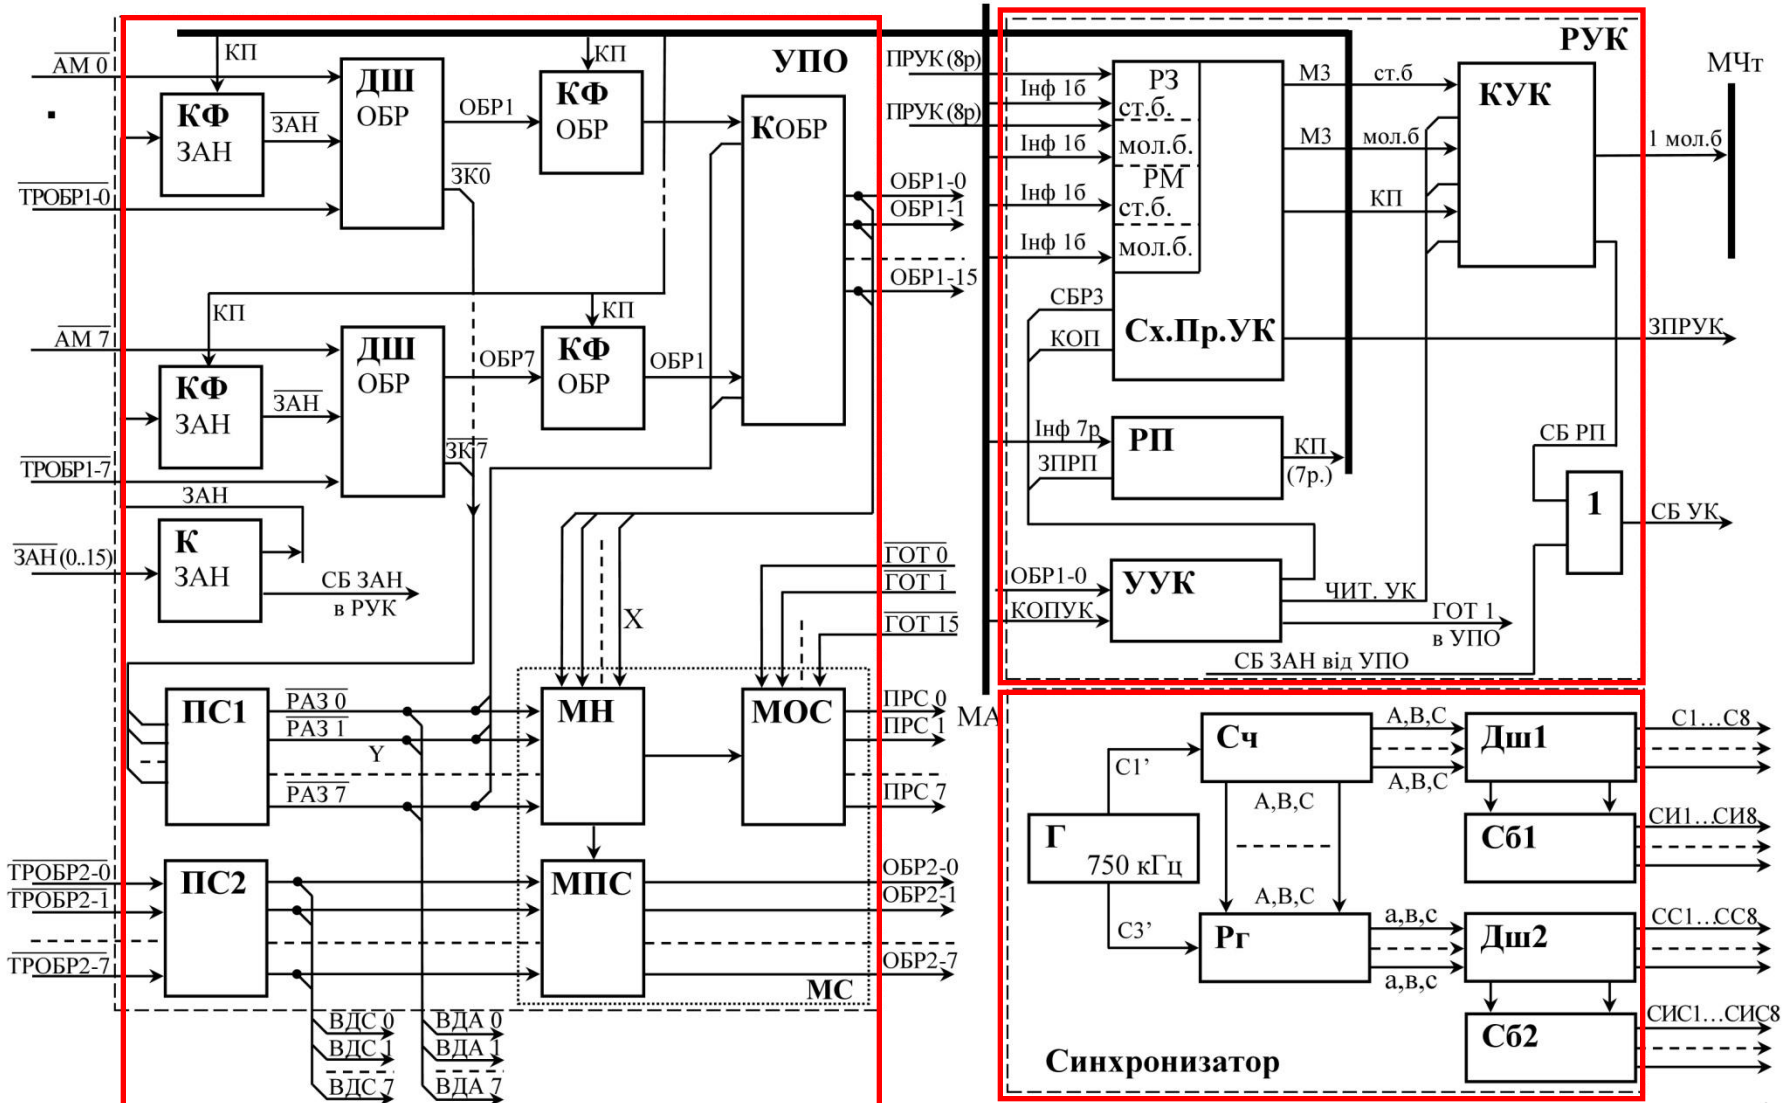 УПО
КП
КП
АМ 0
ДШ
ОБР
КФ
ЗАН
ЗАН
ОБР1
КФ
ОБР
КОБР
ТРОБР1-0
ЗК0
ОБР1-0
ОБР1-1
ОБР1-15
КП
КП
АМ 7
ДШ
ОБР
КФ
ЗАН
ЗАН
ОБР7
КФ
ОБР
ОБР1
ТРОБР1-7
ЗК 7
ЗАН
К
ЗАН
ЗАН (0..15)
СБ ЗАН
в РУК
X
ГОТ 0
ГОТ 1
ГОТ 15
ПС1
РАЗ 0
РАЗ 1
Y
РАЗ 7
МН
МОС
ПРС 0
ПРС 1
ПРС 7
ТРОБР2-0
ТРОБР2-1
ТРОБР2-7
ПС2
МПС
МС
ОБР2-0
ОБР2-1
ОБР2-7
ВДС 0
ВДС 1
ВДС 7
ВДА 0
ВДА 1
ВДА 7
МА
РУК
ПРУК (8р)
Інф 1б
ПРУК (8р)
Інф 1б
Інф 1б
Інф 1б
РЗ
ст.б.
мол.б.
РМ
ст.б.
мол.б.
Сх.Пр.УК
МЗ ст.б
МЗ мол.б
КП
КУК
МЧт
1 мол.б
СБРЗ
КОП
ЗПРУК
Інф 7р
ЗПРП
РП
КП
(7р.)
СБ РП
1
СБ УК
ОБР1-0
КОПУК
УУК
ЧИТ. УК
ГОТ 1
в УПО
СБ ЗАН від УПО
Сч
А,В,С
А,В,С
Дш1
С1...С8
С1’
А,В,С
Г
750 кГц
Сб1
СИ1...СИ8
А,В,С
С3’
Рг
а,в,с
а,в,с
Дш2
СС1...СС8
Сб2
СИС1...СИС8
Синхронизатор